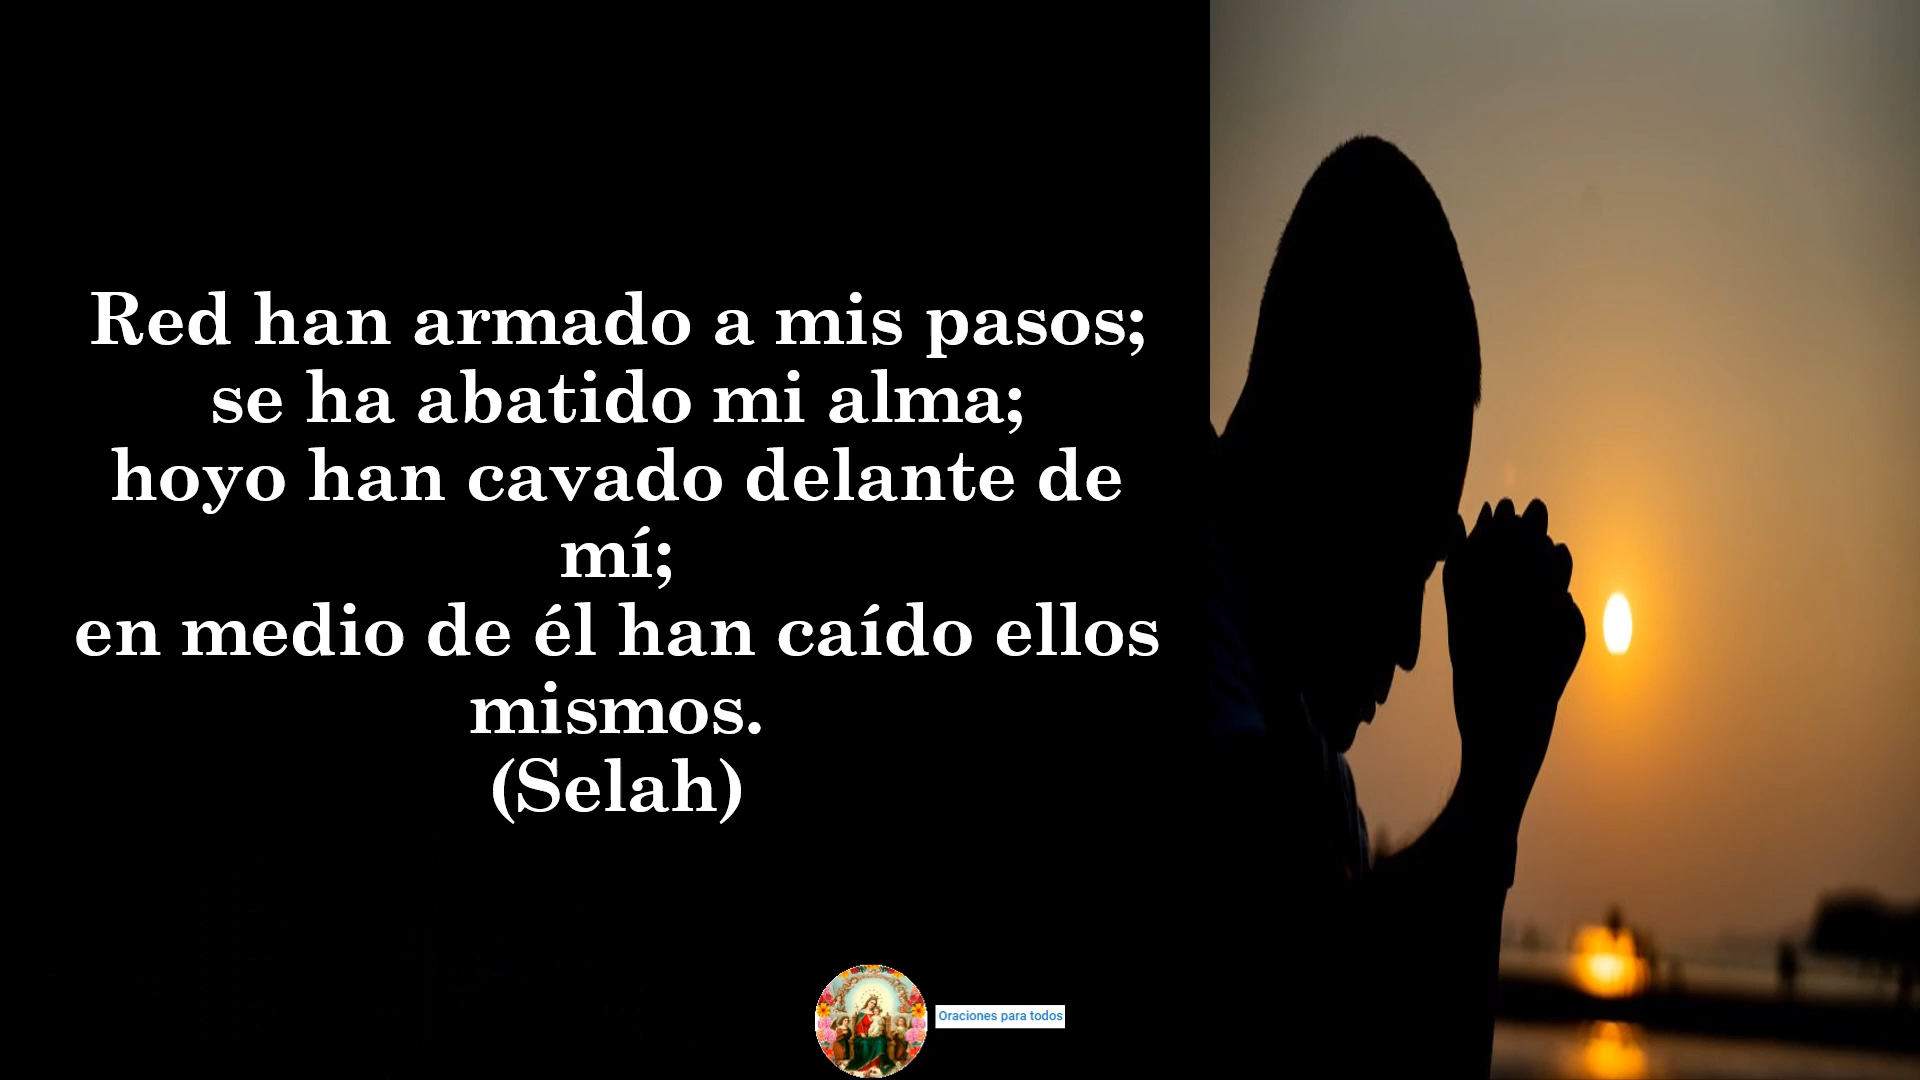 Red han armado a mis pasos;
se ha abatido mi alma;
hoyo han cavado delante de
mí;
en medio de él han caído ellos
mismos.
(Selah)
Oraciones para todos